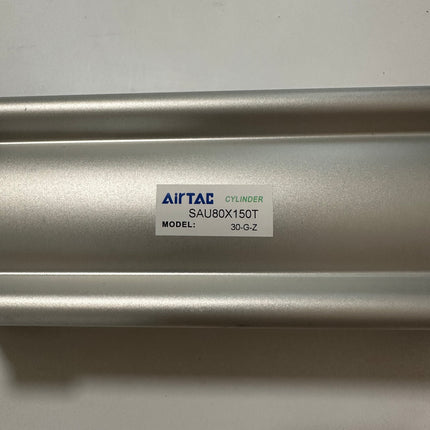 AirTAC CYLINDER
SAU80X150T
MODEL: 30-G-Z